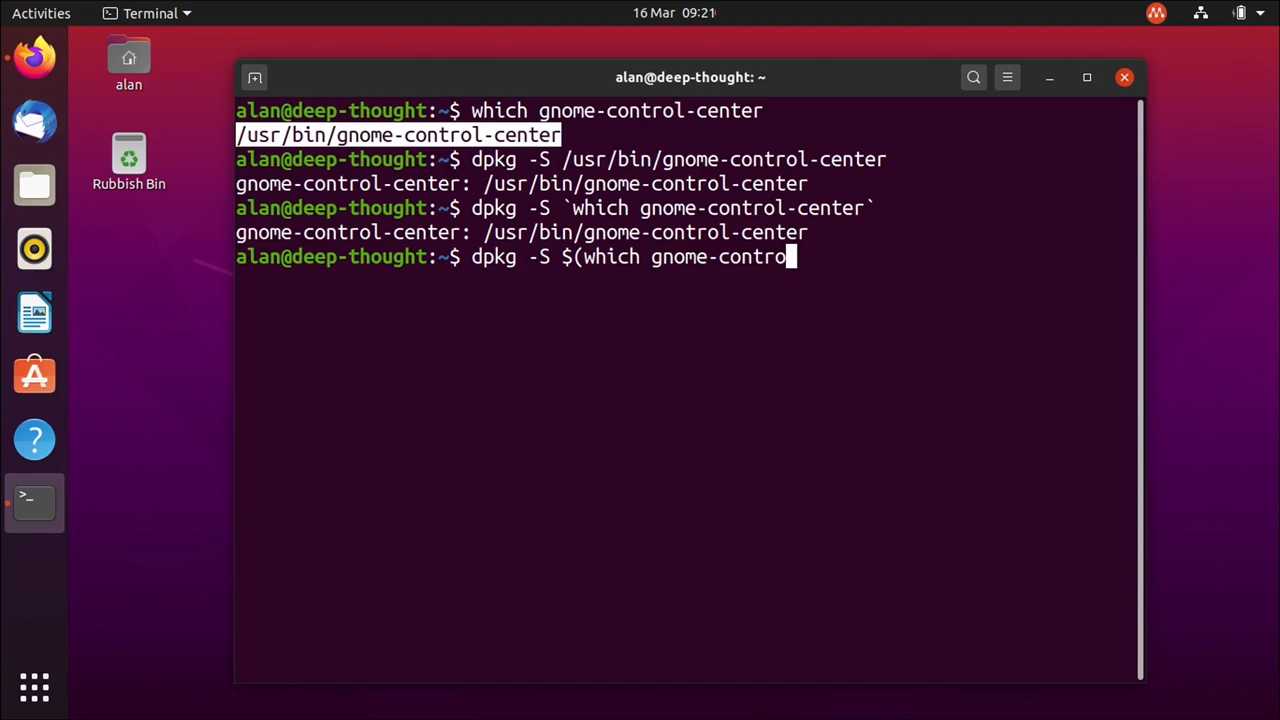 Activities
Terminal
16 Mar 09:21
alan
Rubbish Bin
alan@deep-thought: ~
alan@deep-thought:~$ which gnome-control-center
/usr/bin/gnome-control-center
alan@deep-thought:~$ dpkg -S /usr/bin/gnome-control-center
gnome-control-center: /usr/bin/gnome-control-center
alan@deep-thought:~$ dpkg -S `which gnome-control-center`
gnome-control-center: /usr/bin/gnome-control-center
alan@deep-thought:~$ dpkg -S $(which gnome-contro